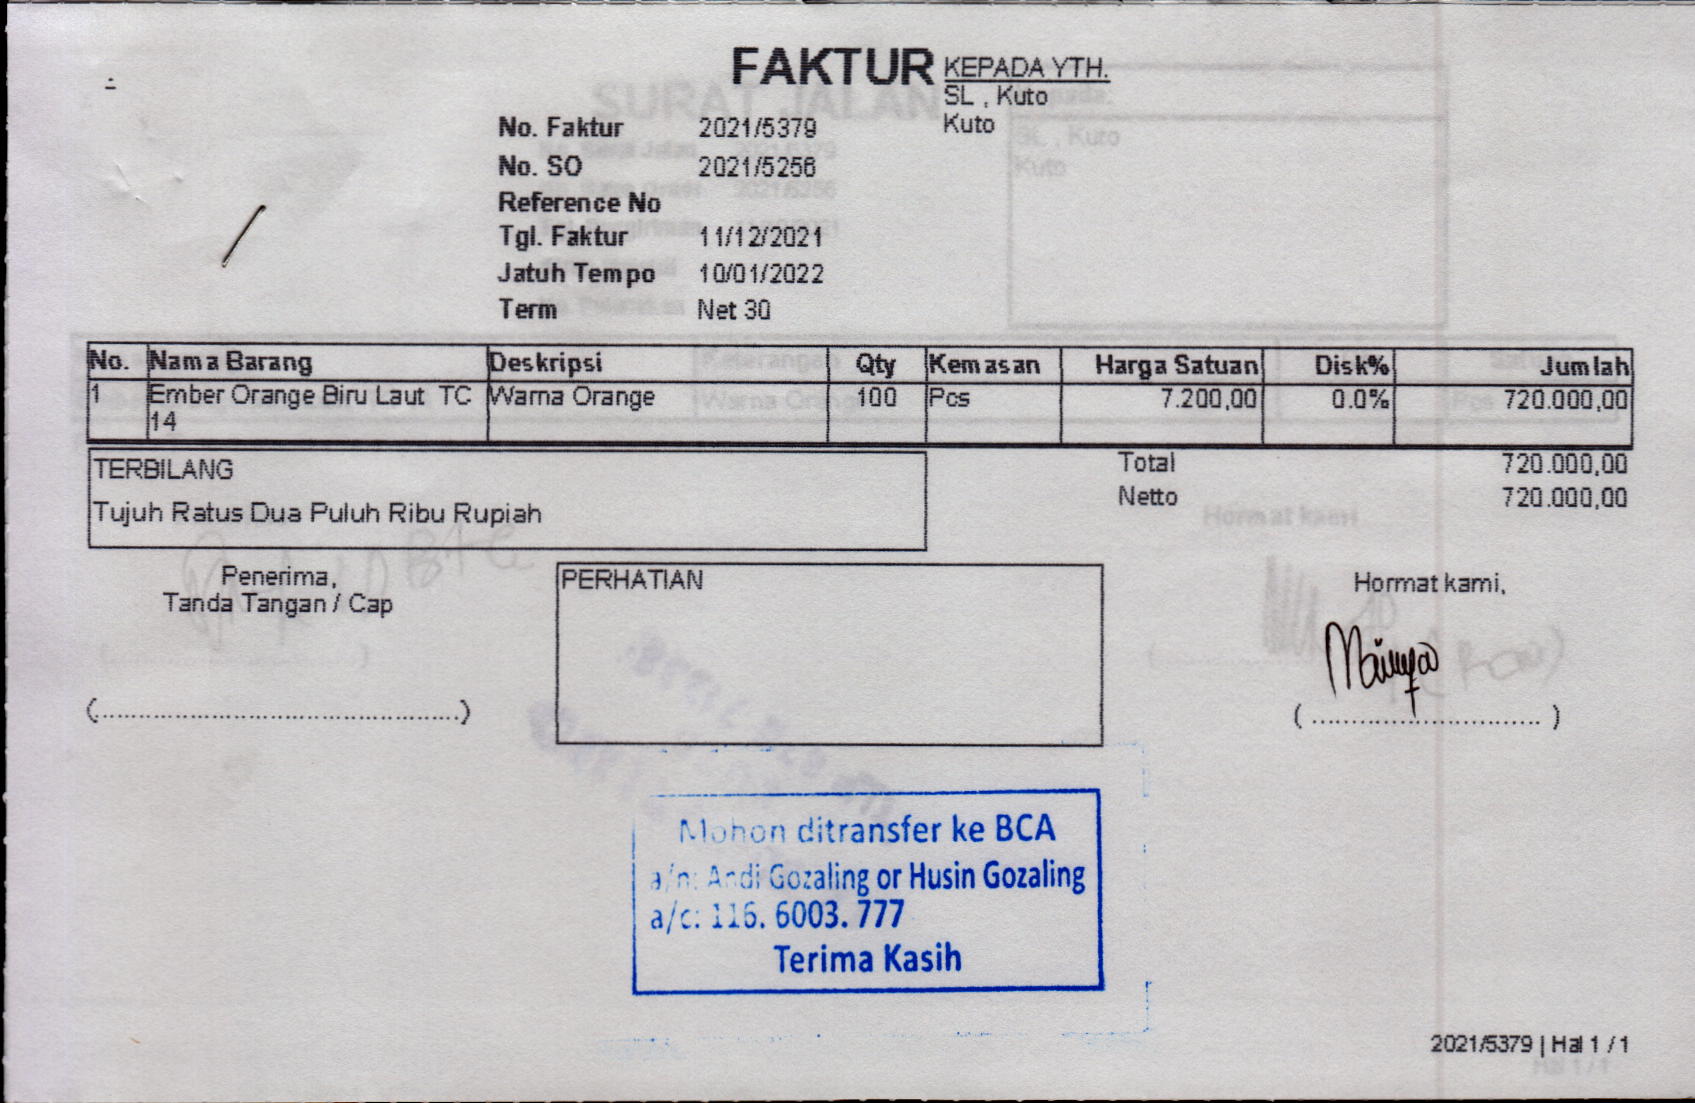 FAKTUR
KEPADA YTH.
SL , Kuto
Kuto
No. Faktur 2021/5379
No. SO 2021/5256
Reference No
Tgl. Faktur 11/12/2021
Jatuh Tempo 10/01/2022
Term Net 30
No. Nama Barang Deskripsi Qty Kemasan Harga Satuan Disk% Jumlah
1 Ember Orange Biru Laut TC Warna Orange 100 Pcs 7.200,00 0.0% 720.000,00
14
TERBILANG
Tujuh Ratus Dua Puluh Ribu Rupiah
Total 720.000,00
Netto 720.000,00
Penerima,
Tanda Tangan / Cap
(...............................................)
PERHATIAN
Hormat kami,
( ............................. )
Mohon ditransfer ke BCA
a/n: Andi Gozaling or Husin Gozaling
a/c: 116. 6003. 777
Terima Kasih
2021/5379 | Hal 1 / 1